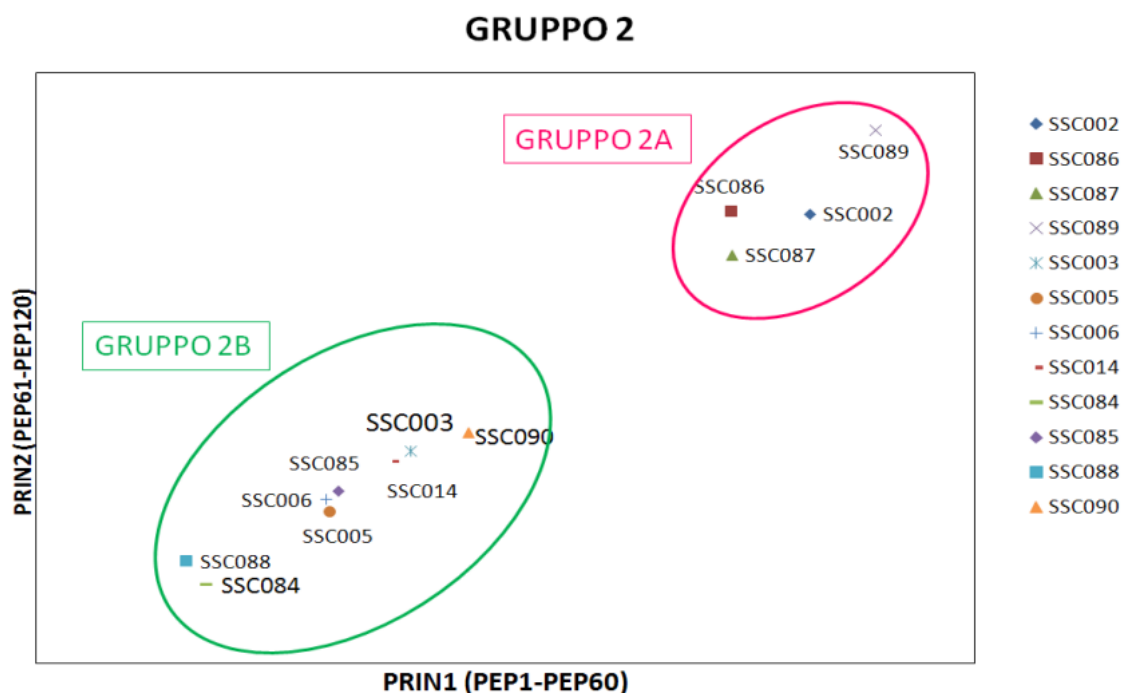 GRUPPO 2
GRUPPO 2A
SSC089
SSC086
SSC002
SSC087
GRUPPO 2B
SSC003
SSC090
SSC085
SSC014
SSC006
SSC005
SSC088
SSC084
PRIN2 (PEP61-PEP120)
PRIN1 (PEP1-PEP60)
SSC002
SSC086
SSC087
SSC089
SSC003
SSC005
SSC006
SSC014
SSC084
SSC085
SSC088
SSC090